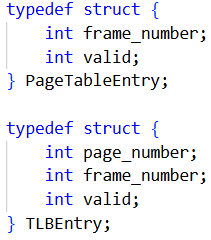 typedef struct {
    int frame_number;
    int valid;
} PageTableEntry;

typedef struct {
    int page_number;
    int frame_number;
    int valid;
} TLBEntry;